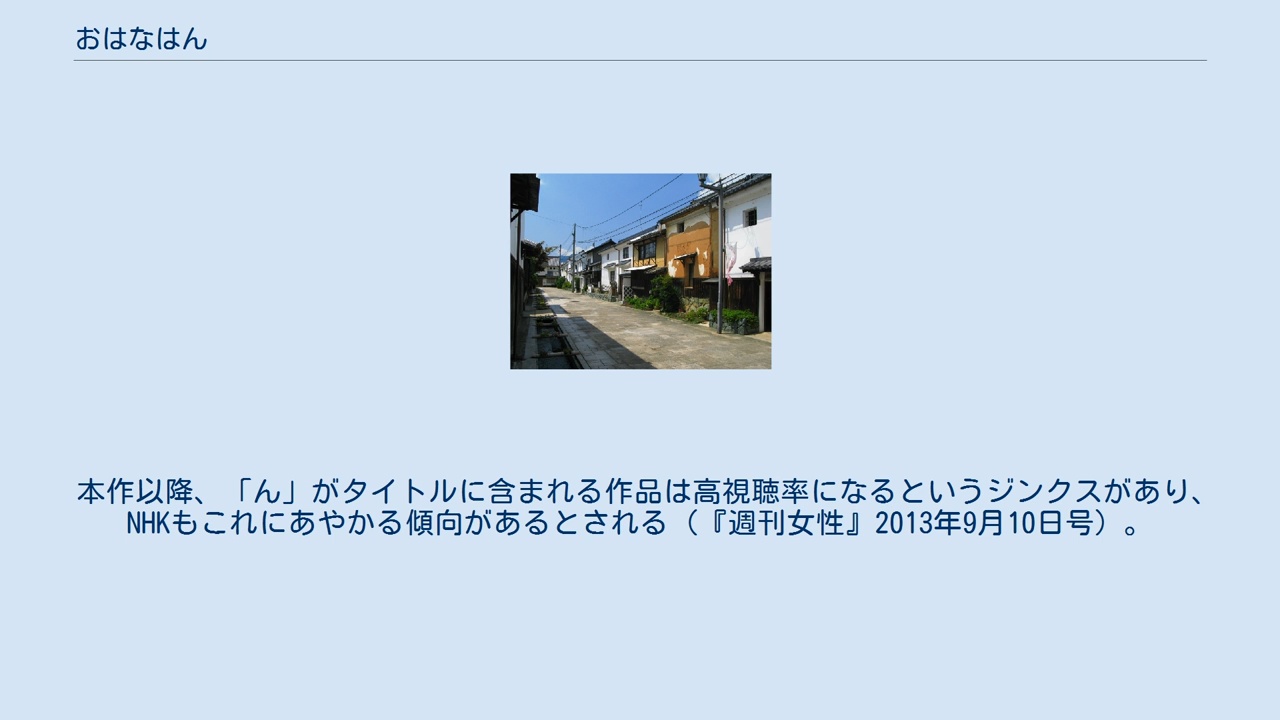 おはなはん
本作以降、「ん」がタイトルに含まれる作品は高視聴率になるというジンクスがあり、
NHKもこれにあやかる傾向があるとされる（『週刊女性』2013年9月10日号）。